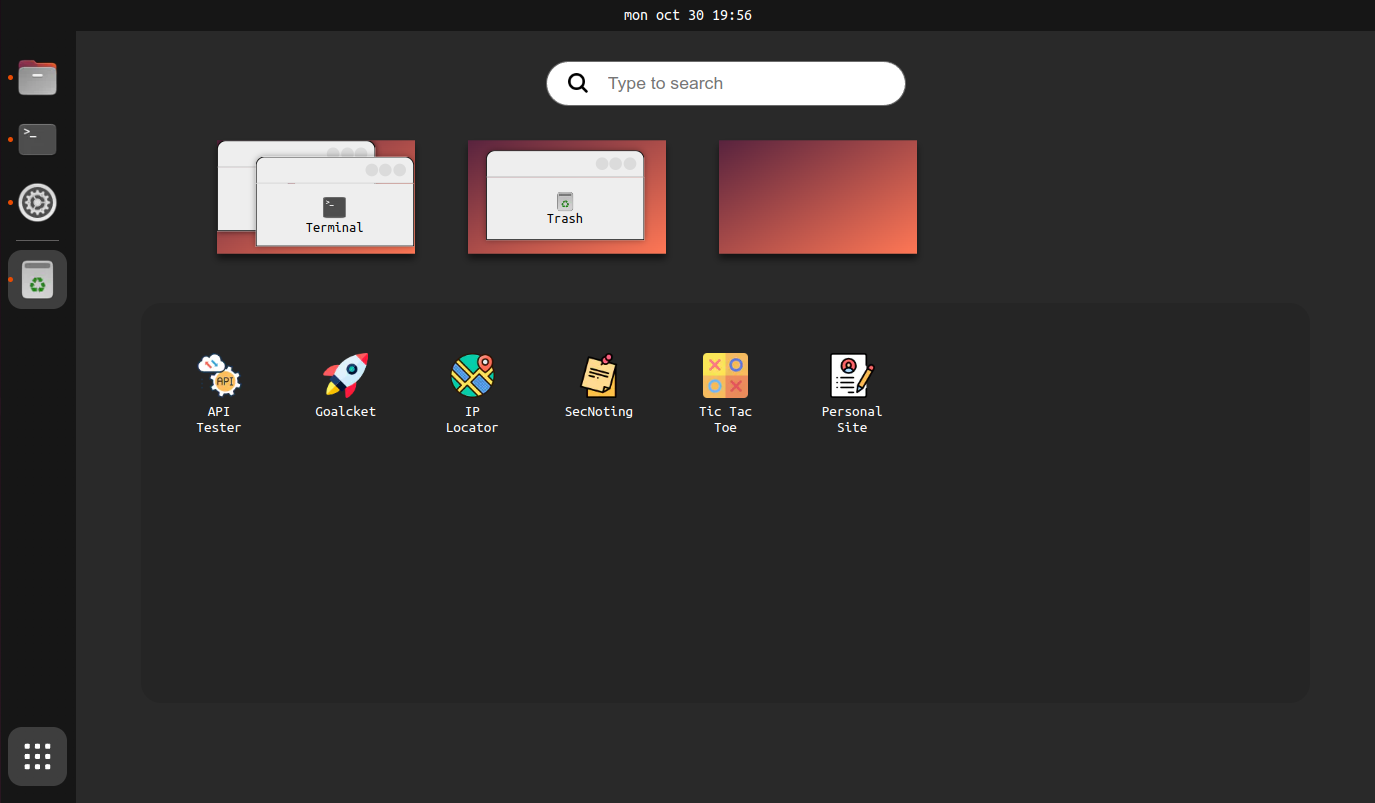 mon oct 30 19:56
Type to search
>_
>_
Terminal
Trash
API
API
Tester
Goalcket
IP
Locator
SecNoting
Tic Tac
Toe
Personal
Site